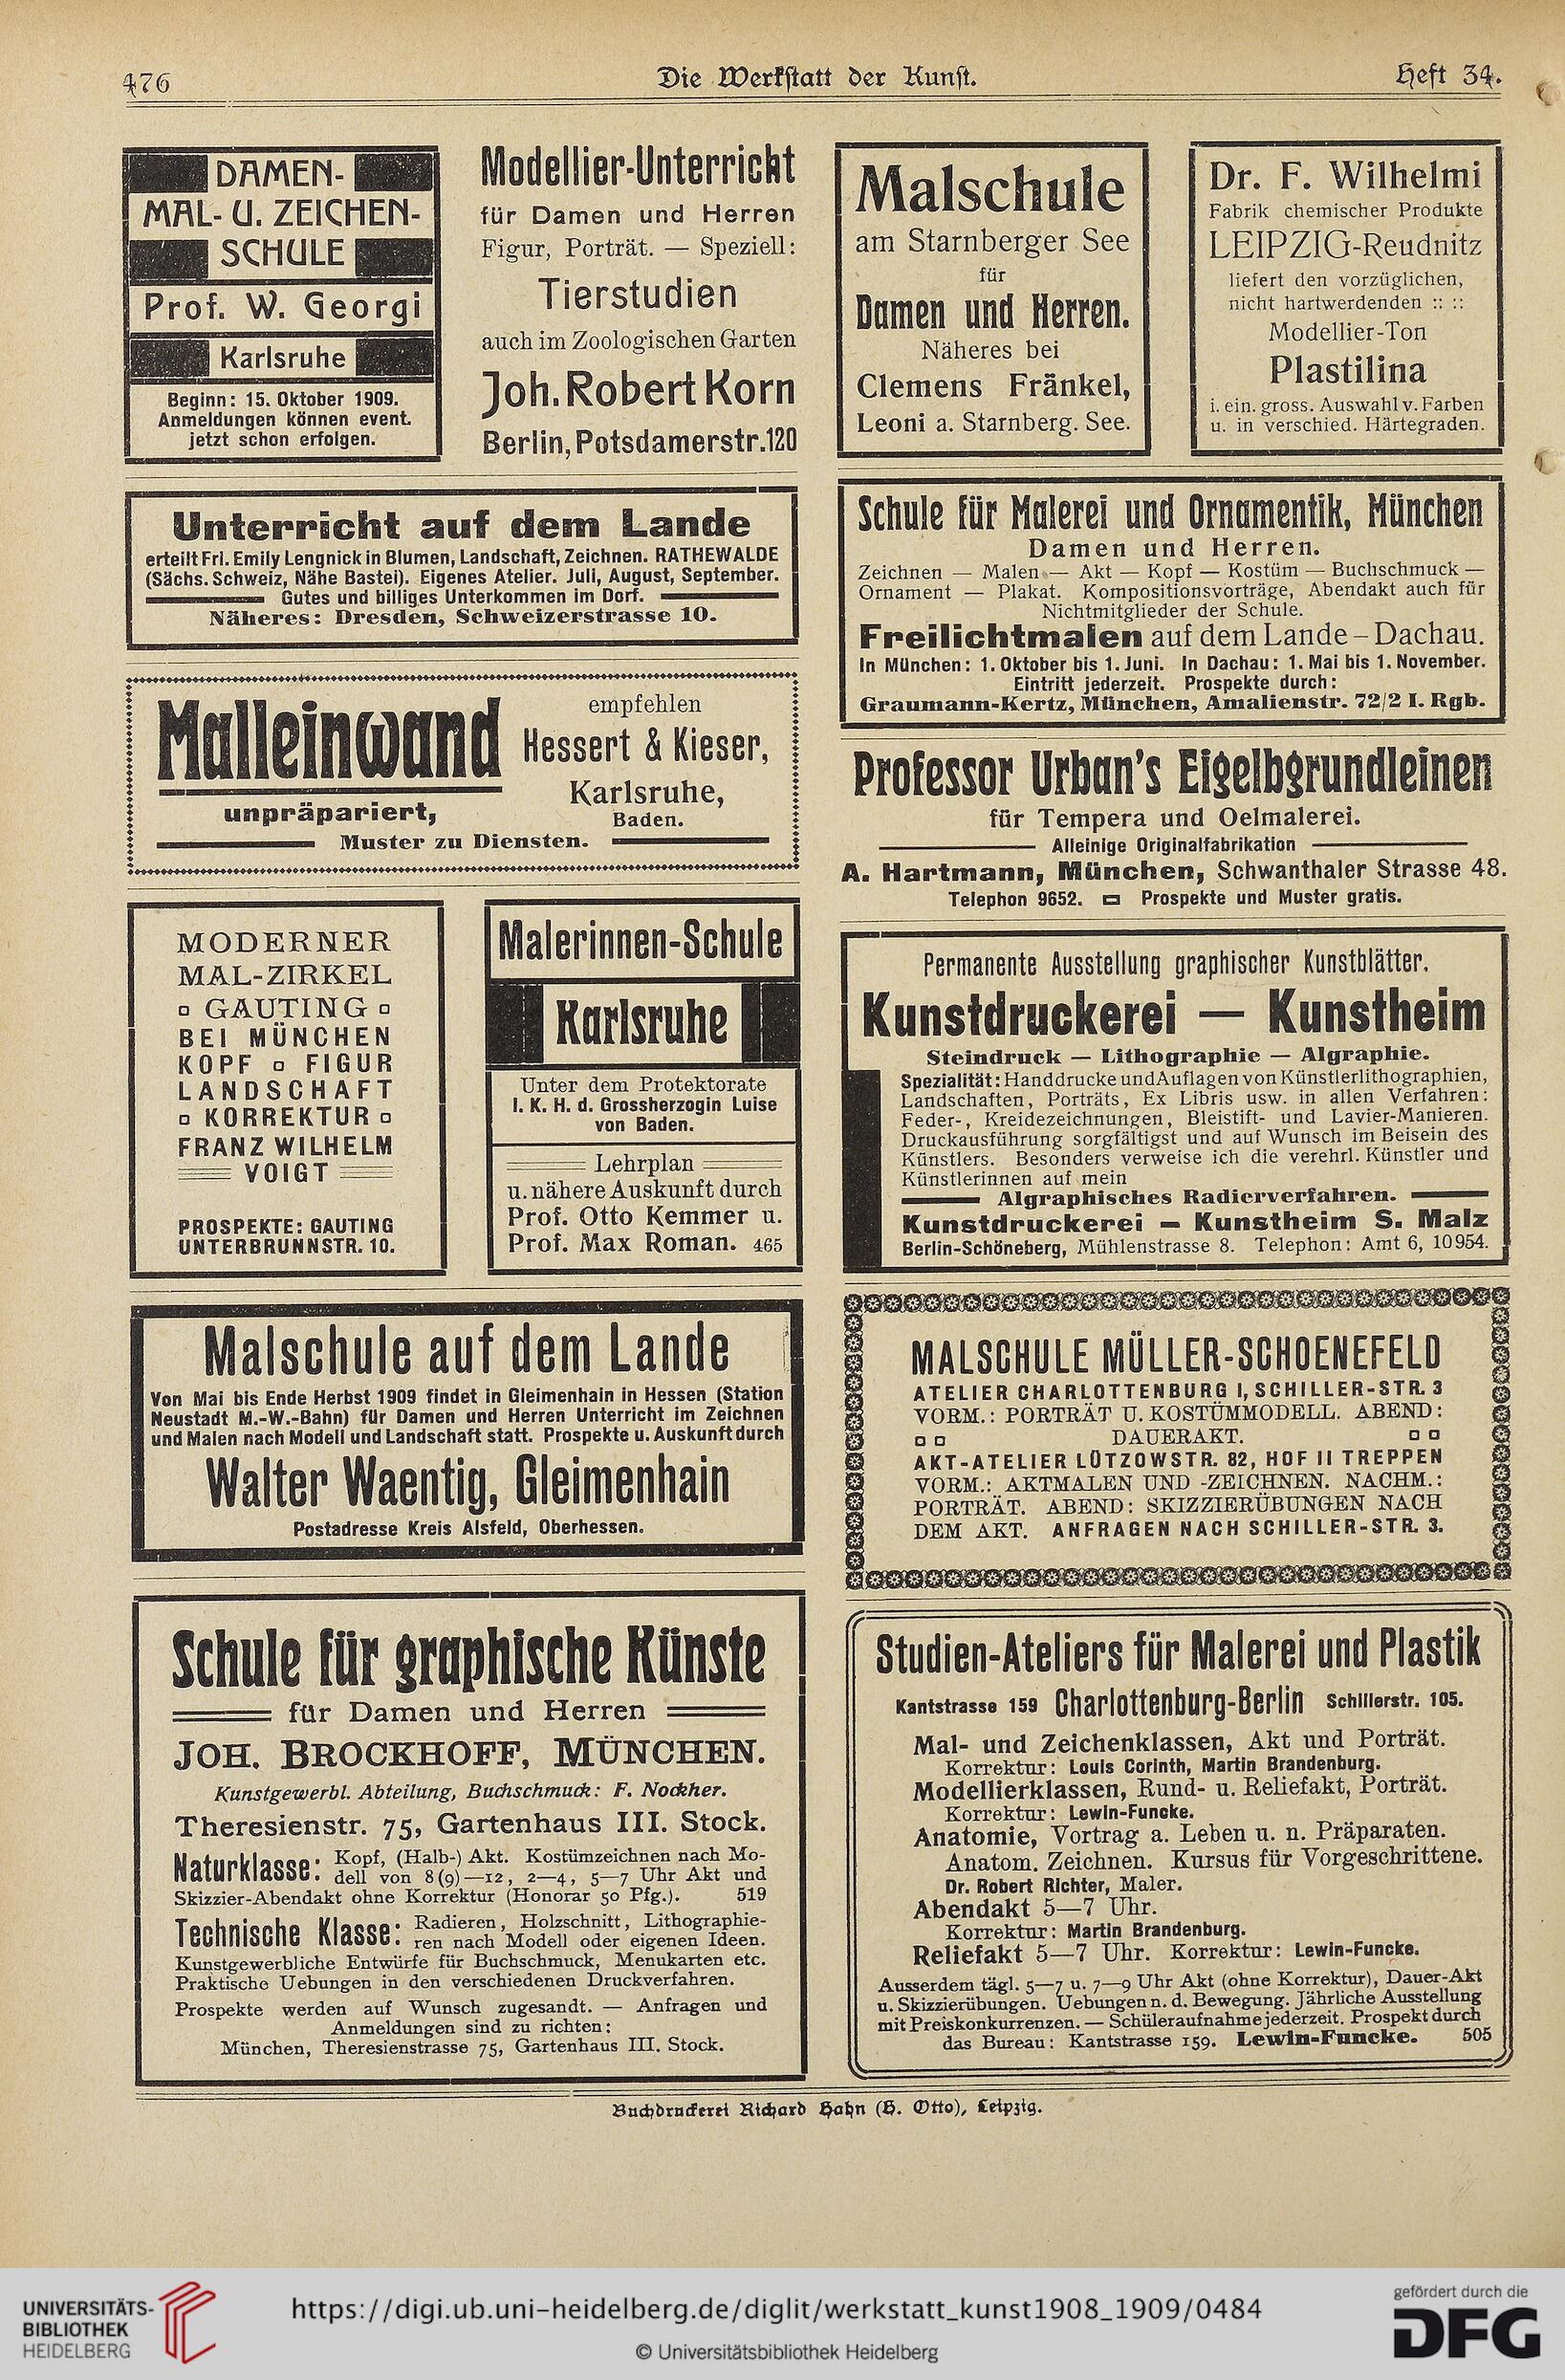 476
Die Werkstatt der Kunst.
Heft 34.
DAMEN-
MAL- U. ZEICHEN-
SCHULE
Prof. W. Georgi
Karlsruhe
Beginn: 15. Oktober 1909.
Anmeldungen können event.
jetzt schon erfolgen.
Modellier-Unterricht
für Damen und Herren
Figur, Porträt. — Speziell:
Tierstudien
auch im Zoologischen Garten
Joh. Robert Korn
Berlin, Potsdamerstr. 120
Malschule
am Starnberger See
für
Damen und Herren.
Näheres bei
Clemens Fränkel,
Leoni a. Starnberg. See.
Dr. F. Wilhelmi
Fabrik chemischer Produkte
LEIPZIG-Reudnitz
liefert den vorzüglichen,
nicht hartwerdenden :: ::
Modellier-Ton
Plastilina
i. ein. gross. Auswahl v. Farben
u. in verschied. Härtegraden.
Unterricht auf dem Lande
erteilt Frl. Emily Lengnick in Blumen, Landschaft, Zeichnen. RATHEWALDE
(Sächs. Schweiz, Nähe Bastei). Eigenes Atelier. Juli, August, September.
Gutes und billiges Unterkommen im Dorf.
Näheres: Dresden, Schweizerstrasse 10.
Schule für Malerei und Ornamentik, München
Damen und Herren.
Zeichnen — Malen — Akt — Kopf — Kostüm — Buchschmuck —
Ornament — Plakat. Kompositionsvorträge, Abendakt auch für
Nichtmitglieder der Schule.
Freilichtmalen auf dem Lande – Dachau.
In München: 1. Oktober bis 1. Juni. In Dachau: 1. Mai bis 1. November.
Eintritt jederzeit. Prospekte durch:
Graumann-Kertz, München, Amalienstr. 72/2 I. Rgb.
Malleinwand
unpräpariert,
empfehlen
Hessert & Kieser,
Karlsruhe,
Baden.
Muster zu Diensten.
Professor Urban's Eigelbgrundleinen
für Tempera und Oelmalerei.
Alleinige Originalfabrikation
A. Hartmann, München, Schwanthaler Strasse 48.
Telephon 9652. ▭ Prospekte und Muster gratis.
MODERNER
MAL-ZIRKEL
▫ GAUTING ▫
BEI MÜNCHEN
KOPF ▫ FIGUR
LANDSCHAFT
▫ KORREKTUR ▫
FRANZ WILHELM
VOIGT
PROSPEKTE: GAUTING
UNTERBRUNNSTR. 10.
Malerinnen-Schule
Karlsruhe
Unter dem Protektorate
I. K. H. d. Grossherzogin Luise
von Baden.
Lehrplan
u. nähere Auskunft durch
Prof. Otto Kemmer u.
Prof. Max Roman. 465
Permanente Ausstellung graphischer Kunstblätter.
Kunstdruckerei — Kunstheim
Steindruck — Lithographie — Algraphie.
Spezialität: Handdrucke und Auflagen von Künstlerlithographien,
Landschaften, Porträts, Ex Libris usw. in allen Verfahren:
Feder-, Kreidezeichnungen, Bleistift- und Lavier-Manieren.
Druckausführung sorgfältigst und auf Wunsch im Beisein des
Künstlers. Besonders verweise ich die verehrl. Künstler und
Künstlerinnen auf mein
Algraphisches Radierverfahren.
Kunstdruckerei — Kunstheim S. Malz
Berlin-Schöneberg, Mühlenstrasse 8. Telephon: Amt 6, 10954.
Malschule auf dem Lande
Von Mai bis Ende Herbst 1909 findet in Gleimenhain in Hessen (Station
Neustadt M.-W.-Bahn) für Damen und Herren Unterricht im Zeichnen
und Malen nach Modell und Landschaft statt. Prospekte u. Auskunft durch
Walter Waentig, Gleimenhain
Postadresse Kreis Alsfeld, Oberhessen.
MALSCHULE MÜLLER-SCHOENEFELD
ATELIER CHARLOTTENBURG I, SCHILLER-STR. 3
VORM.: PORTRÄT U. KOSTÜMMODELL. ABEND:
▫ ▫ DAUERAKT. ▫ ▫
AKT-ATELIER LÜTZOWSTR. 82, HOF II TREPPEN
VORM.: AKTMALEN UND -ZEICHNEN. NACHM.:
PORTRÄT. ABEND: SKIZZIERÜBUNGEN NACH
DEM AKT. ANFRAGEN NACH SCHILLER-STR. 3.
Schule für graphische Künste
für Damen und Herren
JOH. BROCKHOFF, MÜNCHEN.
Kunstgewerbl. Abteilung, Buchschmuck: F. Nockher.
Theresienstr. 75, Gartenhaus III. Stock.
Naturklasse: Kopf, (Halb-) Akt. Kostümzeichnen nach Mo-
dell von 8(9)—12, 2—4, 5—7 Uhr Akt und
Skizzier-Abendakt ohne Korrektur (Honorar 50 Pfg.). 519
Technische Klasse: Radieren, Holzschnitt, Lithographie-
ren nach Modell oder eigenen Ideen.
Kunstgewerbliche Entwürfe für Buchschmuck, Menukarten etc.
Praktische Uebungen in den verschiedenen Druckverfahren.
Prospekte werden auf Wunsch zugesandt. — Anfragen und
Anmeldungen sind zu richten:
München, Theresienstrasse 75, Gartenhaus III. Stock.
Studien-Ateliers für Malerei und Plastik
Kantstrasse 159 Charlottenburg-Berlin Schillerstr. 105.
Mal- und Zeichenklassen, Akt und Porträt.
Korrektur: Louis Corinth, Martin Brandenburg.
Modellierklassen, Rund- u. Reliefakt, Porträt.
Korrektur: Lewin-Funcke.
Anatomie, Vortrag a. Leben u. n. Präparaten.
Anatom. Zeichnen. Kursus für Vorgeschrittene.
Dr. Robert Richter, Maler.
Abendakt 5—7 Uhr.
Korrektur: Martin Brandenburg.
Reliefakt 5—7 Uhr. Korrektur: Lewin-Funcke.
Ausserdem tägl. 5—7 u. 7—9 Uhr Akt (ohne Korrektur), Dauer-Akt
u. Skizzierübungen. Uebungen n. d. Bewegung. Jährliche Ausstellung
mit Preiskonkurrenzen. — Schüleraufnahme jederzeit. Prospekt durch
das Bureau: Kantstrasse 159. Lewin-Funcke. 505
Buchdruckerei Richard Hahn (H. Otto), Leipzig.
UNIVERSITÄTS-
BIBLIOTHEK
HEIDELBERG
https://digi.ub.uni-heidelberg.de/diglit/werkstatt_kunst1908_1909/0484
© Universitätsbibliothek Heidelberg
gefördert durch die
DFG